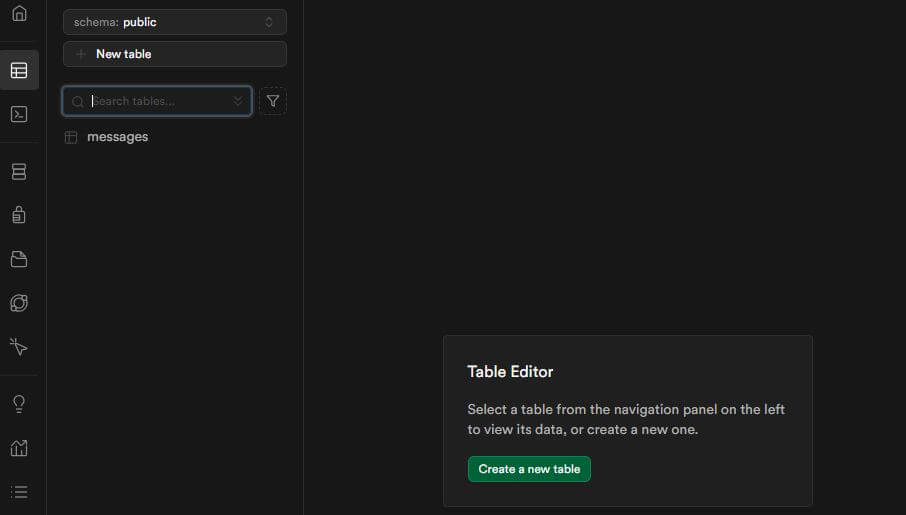 schema: public
New table
Search tables...
messages
Table Editor
Select a table from the navigation panel on the left
to view its data, or create a new one.
Create a new table